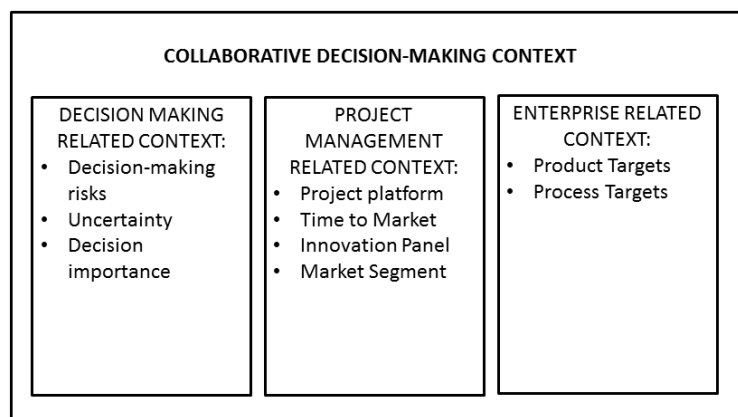 COLLABORATIVE DECISION-MAKING CONTEXT
DECISION MAKING
RELATED CONTEXT:
• Decision-making
risks
• Uncertainty
• Decision
importance
PROJECT
MANAGEMENT
RELATED CONTEXT:
• Project platform
• Time to Market
• Innovation Panel
• Market Segment
ENTERPRISE RELATED
CONTEXT:
• Product Targets
• Process Targets